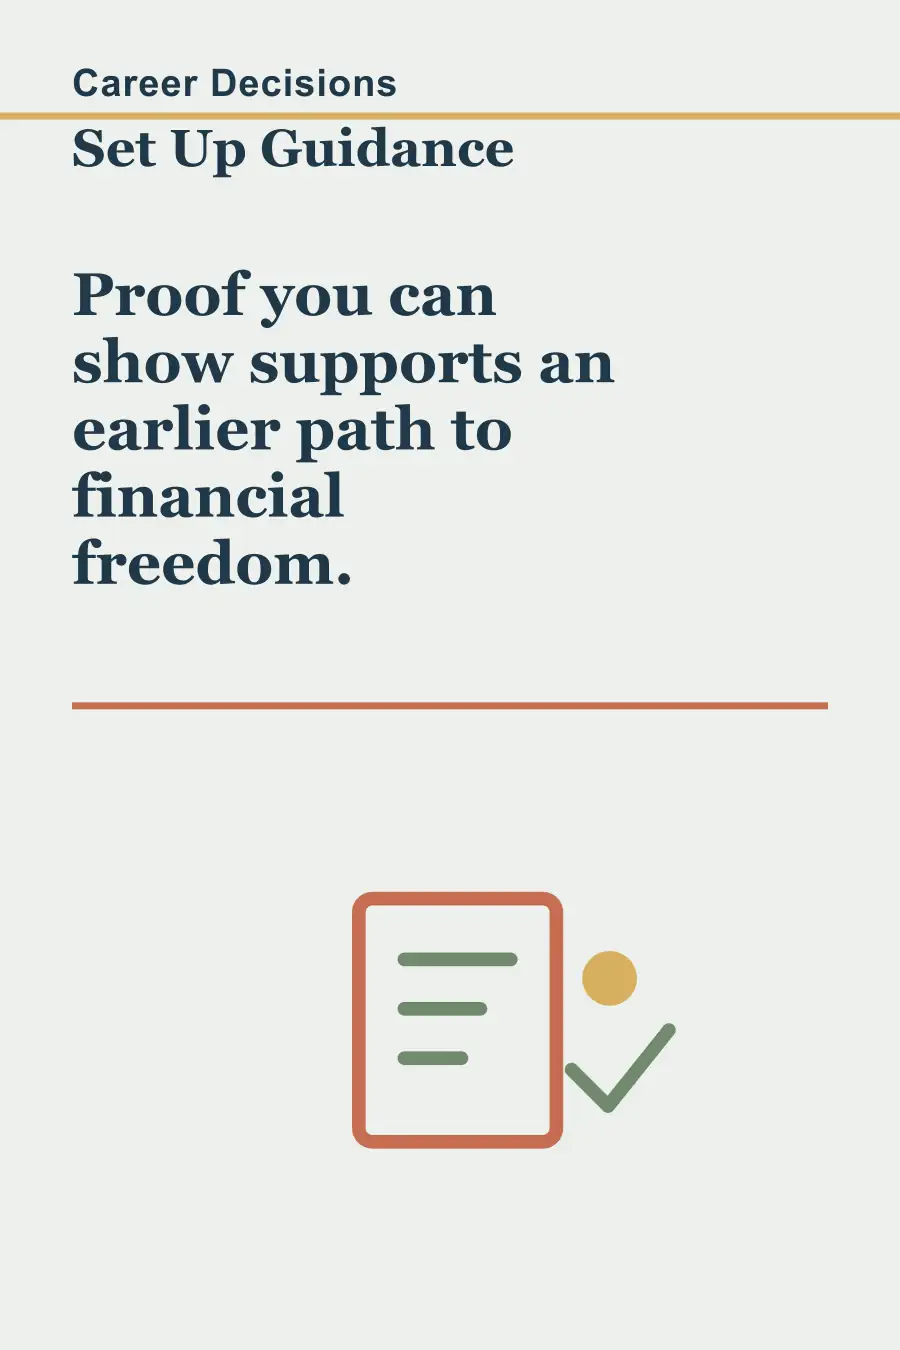 Career Decisions
Set Up Guidance
Proof you can
show supports an
earlier path to
financial
freedom.